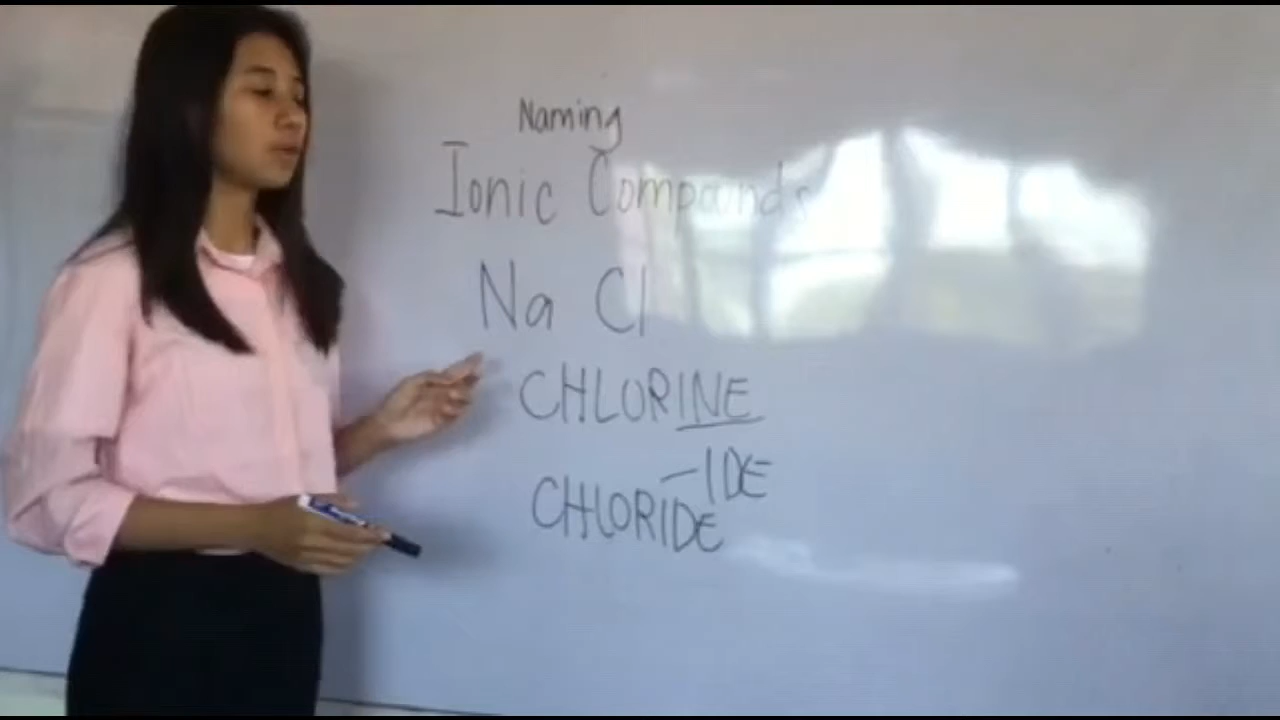 Naming
Ionic Compounds
Na Cl
CHLORINE
-IDE
CHLORIDE